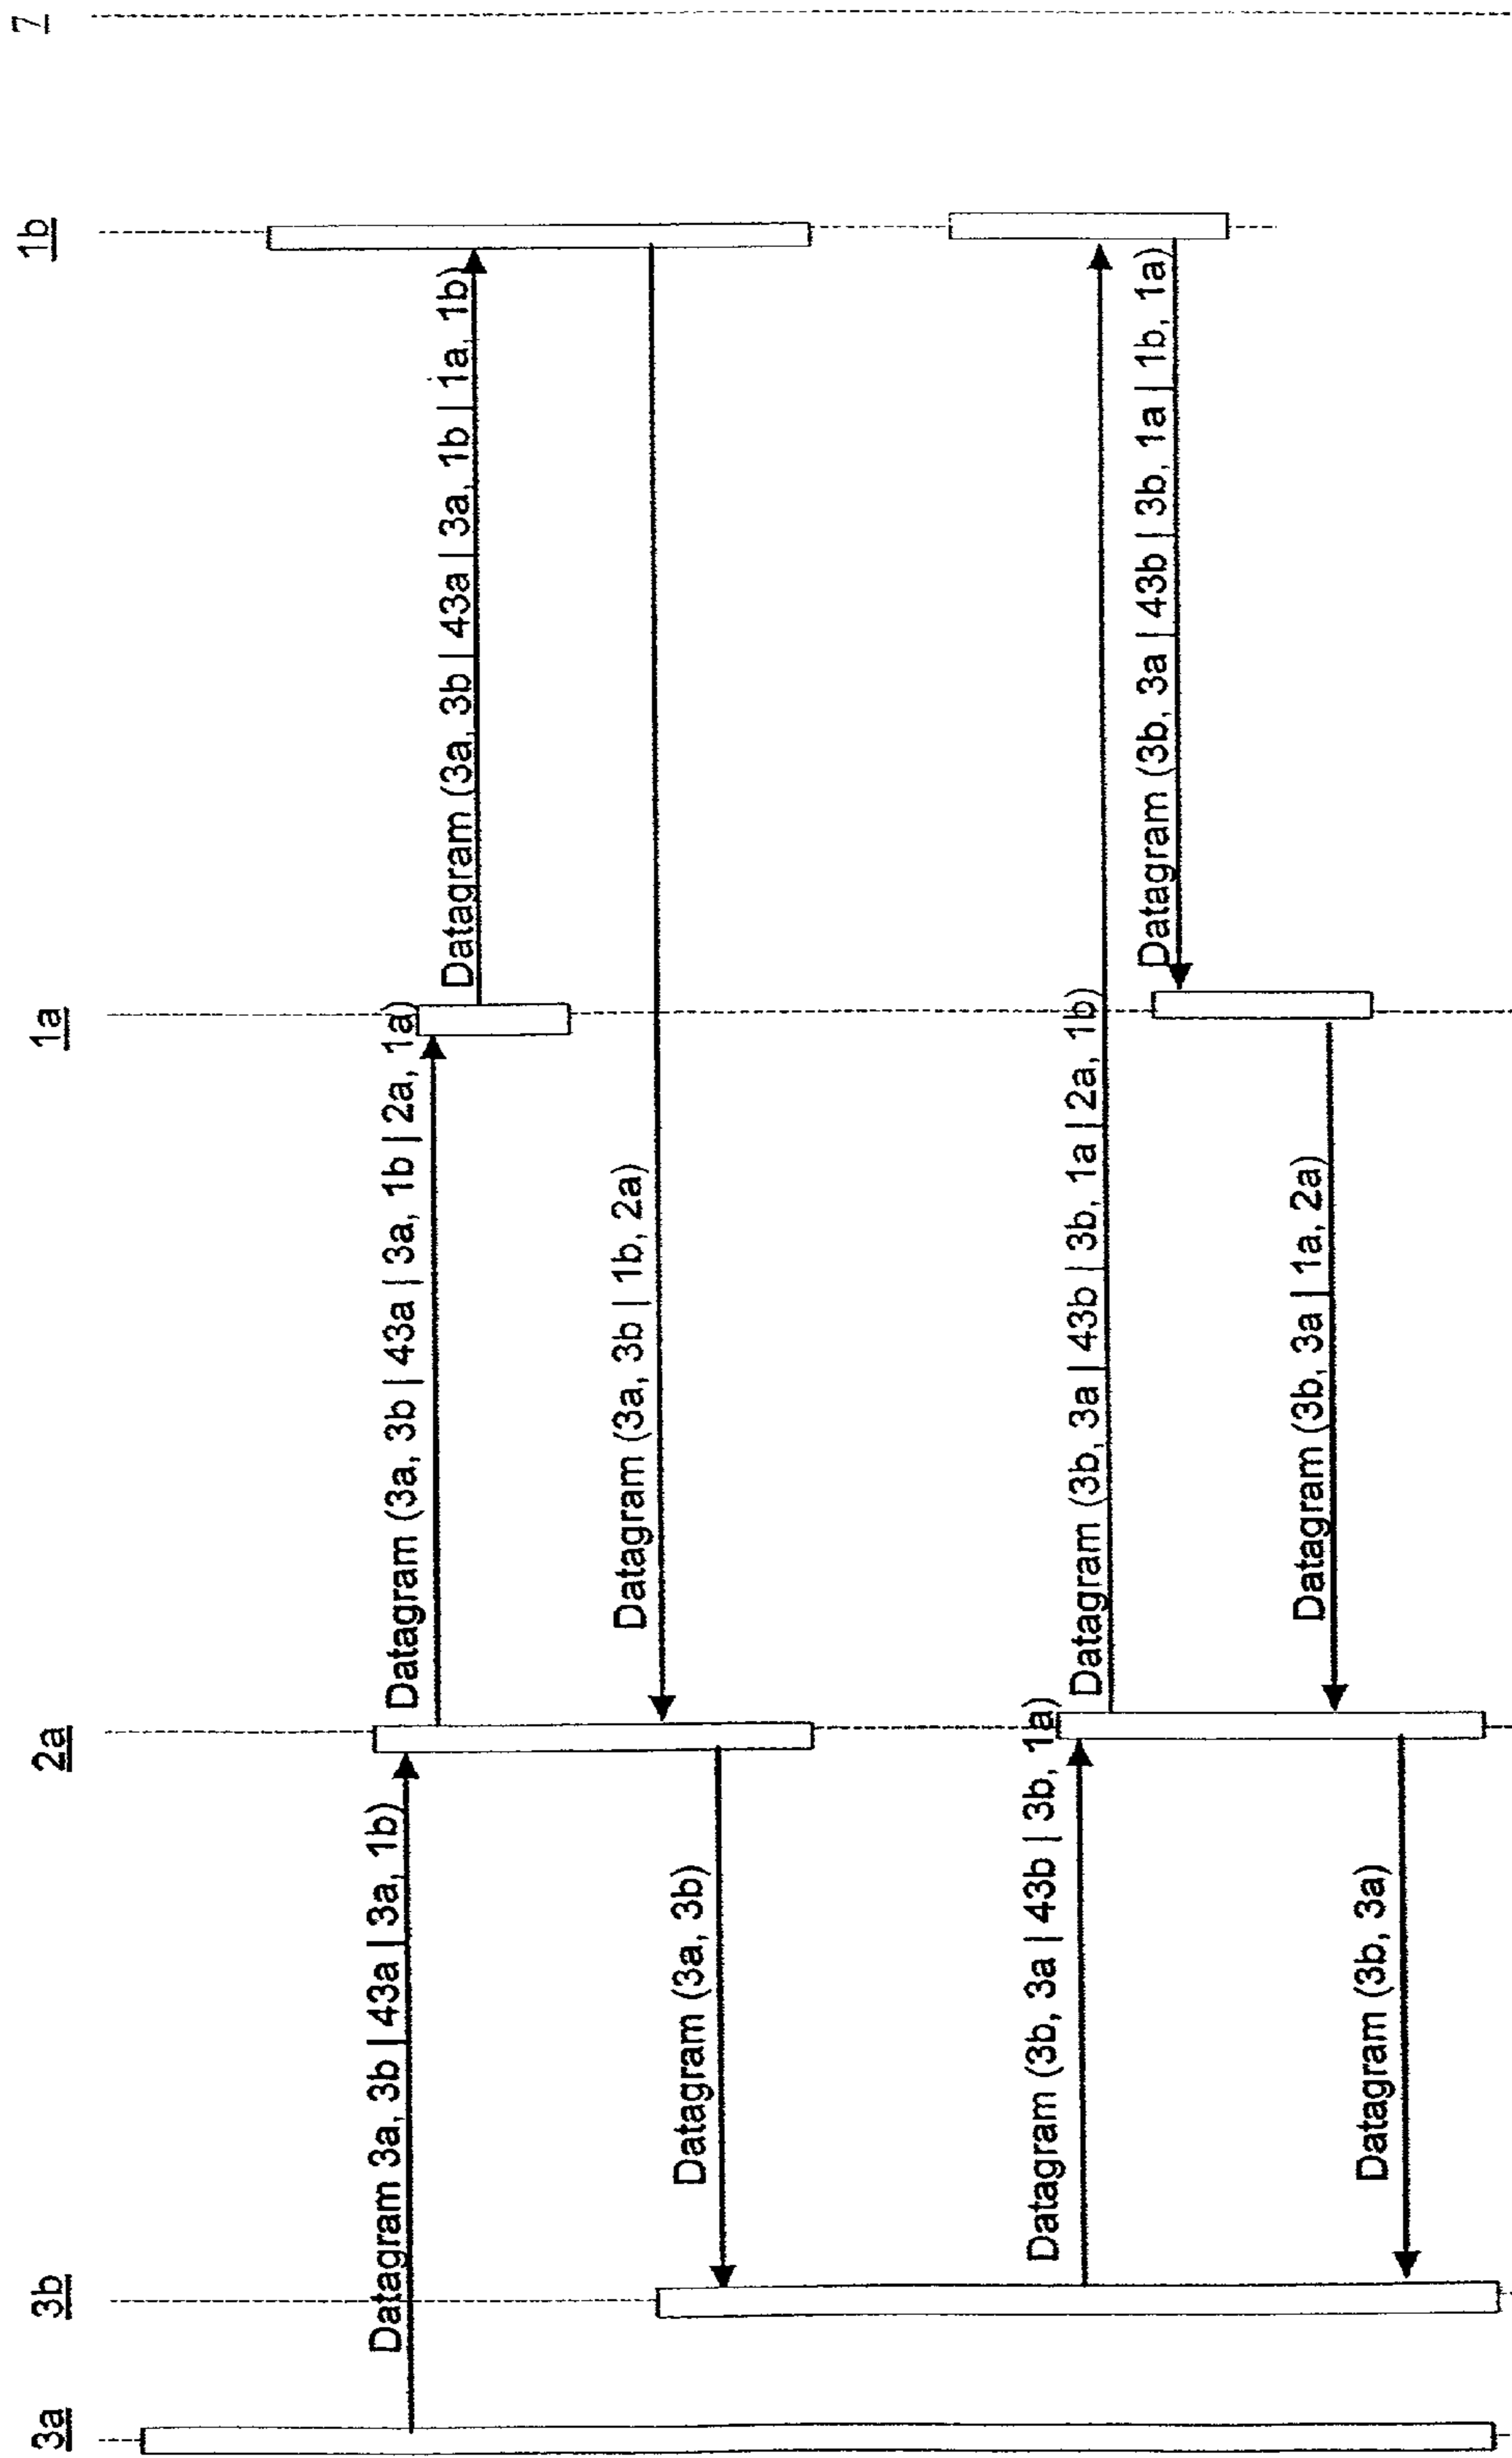 3a
3b
2a
1a
1b
7
Datagram 3a, 3b | 43a | 3a, 1b)
Datagram (3a, 3b | 43a | 3a, 1b | 2a, 1a)
Datagram (3a, 3b | 43a | 3a, 1b | 1a, 1b)
Datagram (3a, 3b | 1b, 2a)
Datagram (3a, 3b)
Datagram (3b, 3a | 43b | 3b, 1a)
Datagram (3b, 3a | 43b | 3b, 1a | 2a, 1b)
Datagram (3b, 3a | 43b | 3b, 1a | 1b, 1a)
Datagram (3b, 3a | 1a, 2a)
Datagram (3b, 3a)